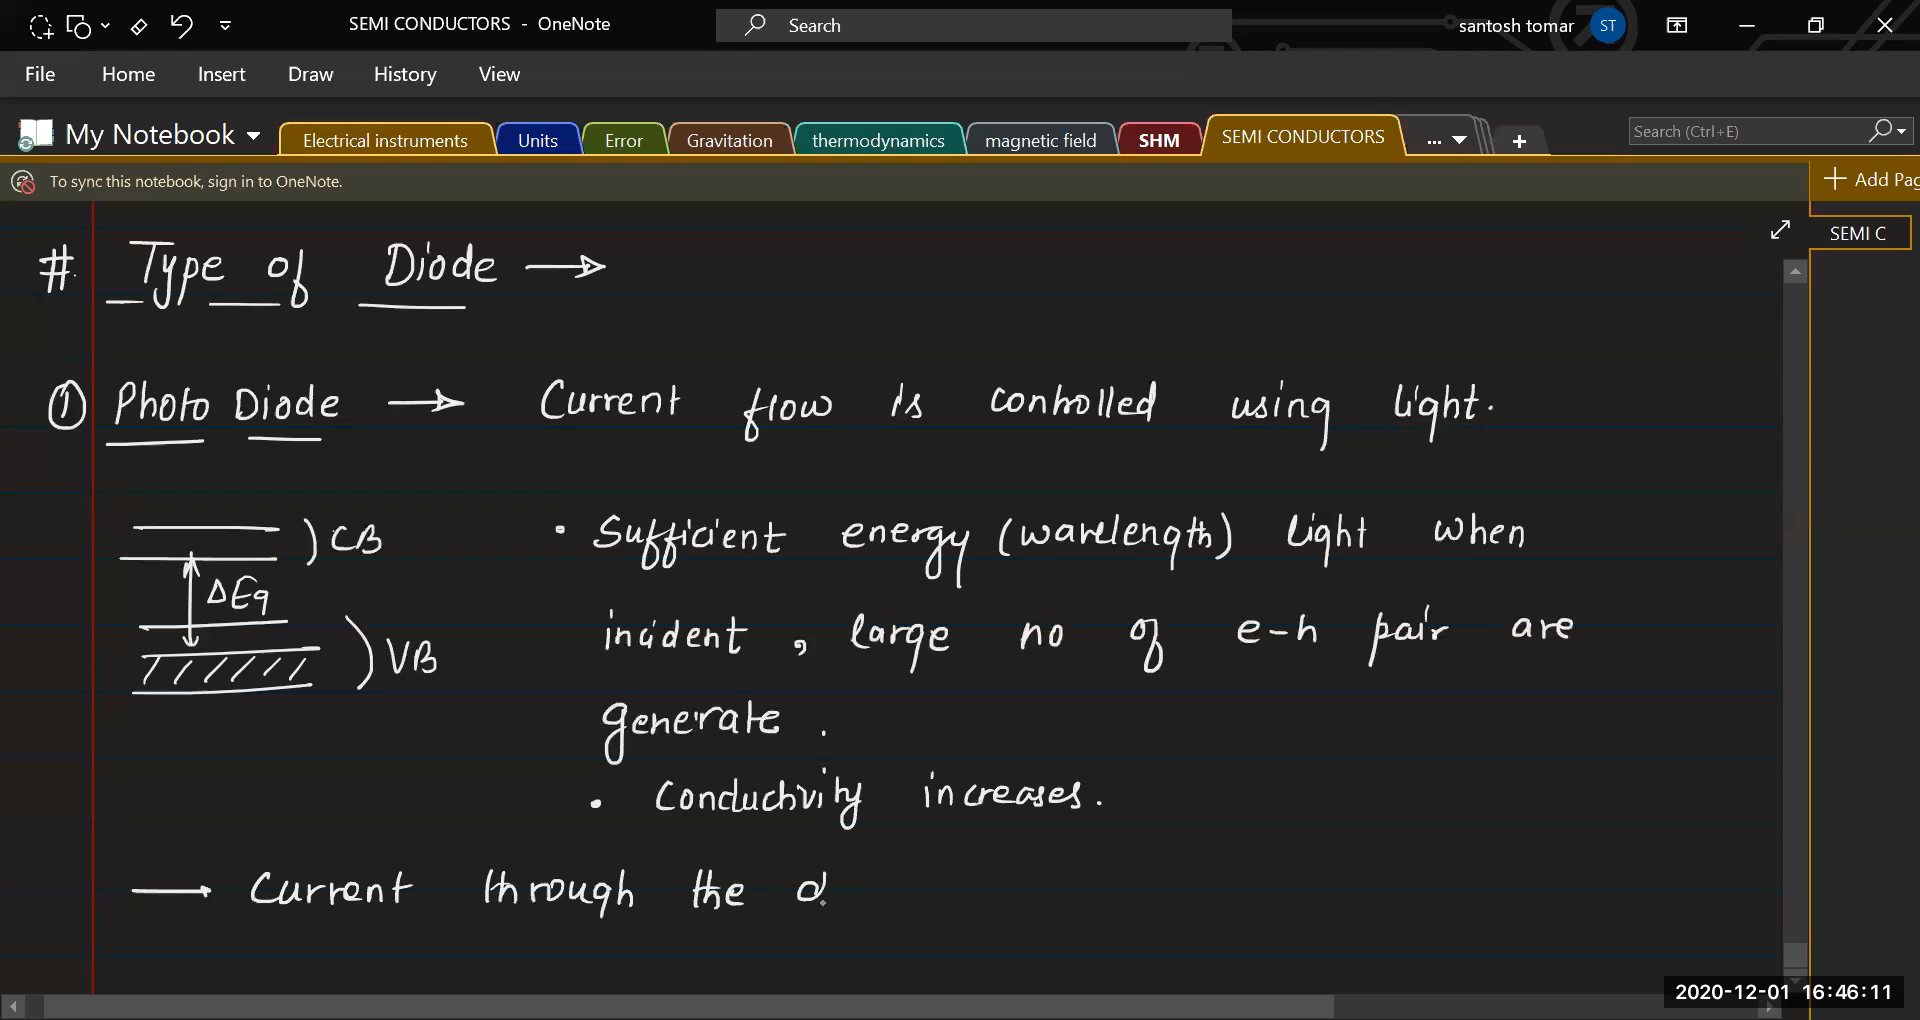 SEMI CONDUCTORS - OneNote
Search
santosh tomar
ST
File Home Insert Draw History View
My Notebook
Electrical instruments
Units
Error
Gravitation
thermodynamics
magnetic field
SHM
SEMI CONDUCTORS
...
+
Search (Ctrl+E)
To sync this notebook, sign in to OneNote.
+ Add Pag
SEMI C
# Type of Diode →
① Photo Diode → Current flow is controlled using light.
CB
ΔEg
VB
• Sufficient energy (wavelength) light when
incident, large no of e-h pair are
generate.
• Conductivity increases.
→ Current through the d
2020-12-01 16:46:11